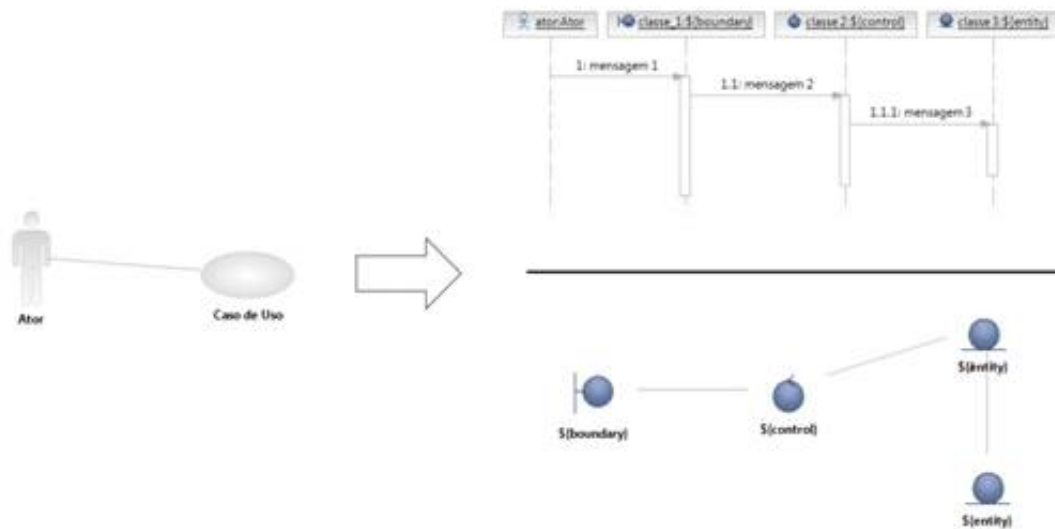 ator:Ator
classe_1:${boundary}
classe 2:${control}
classe 3:${entity}
1: mensagem 1
1.1: mensagem 2
1.1.1: mensagem 3
Ator
Caso de Uso
${boundary}
${control}
${entity}
${entity}